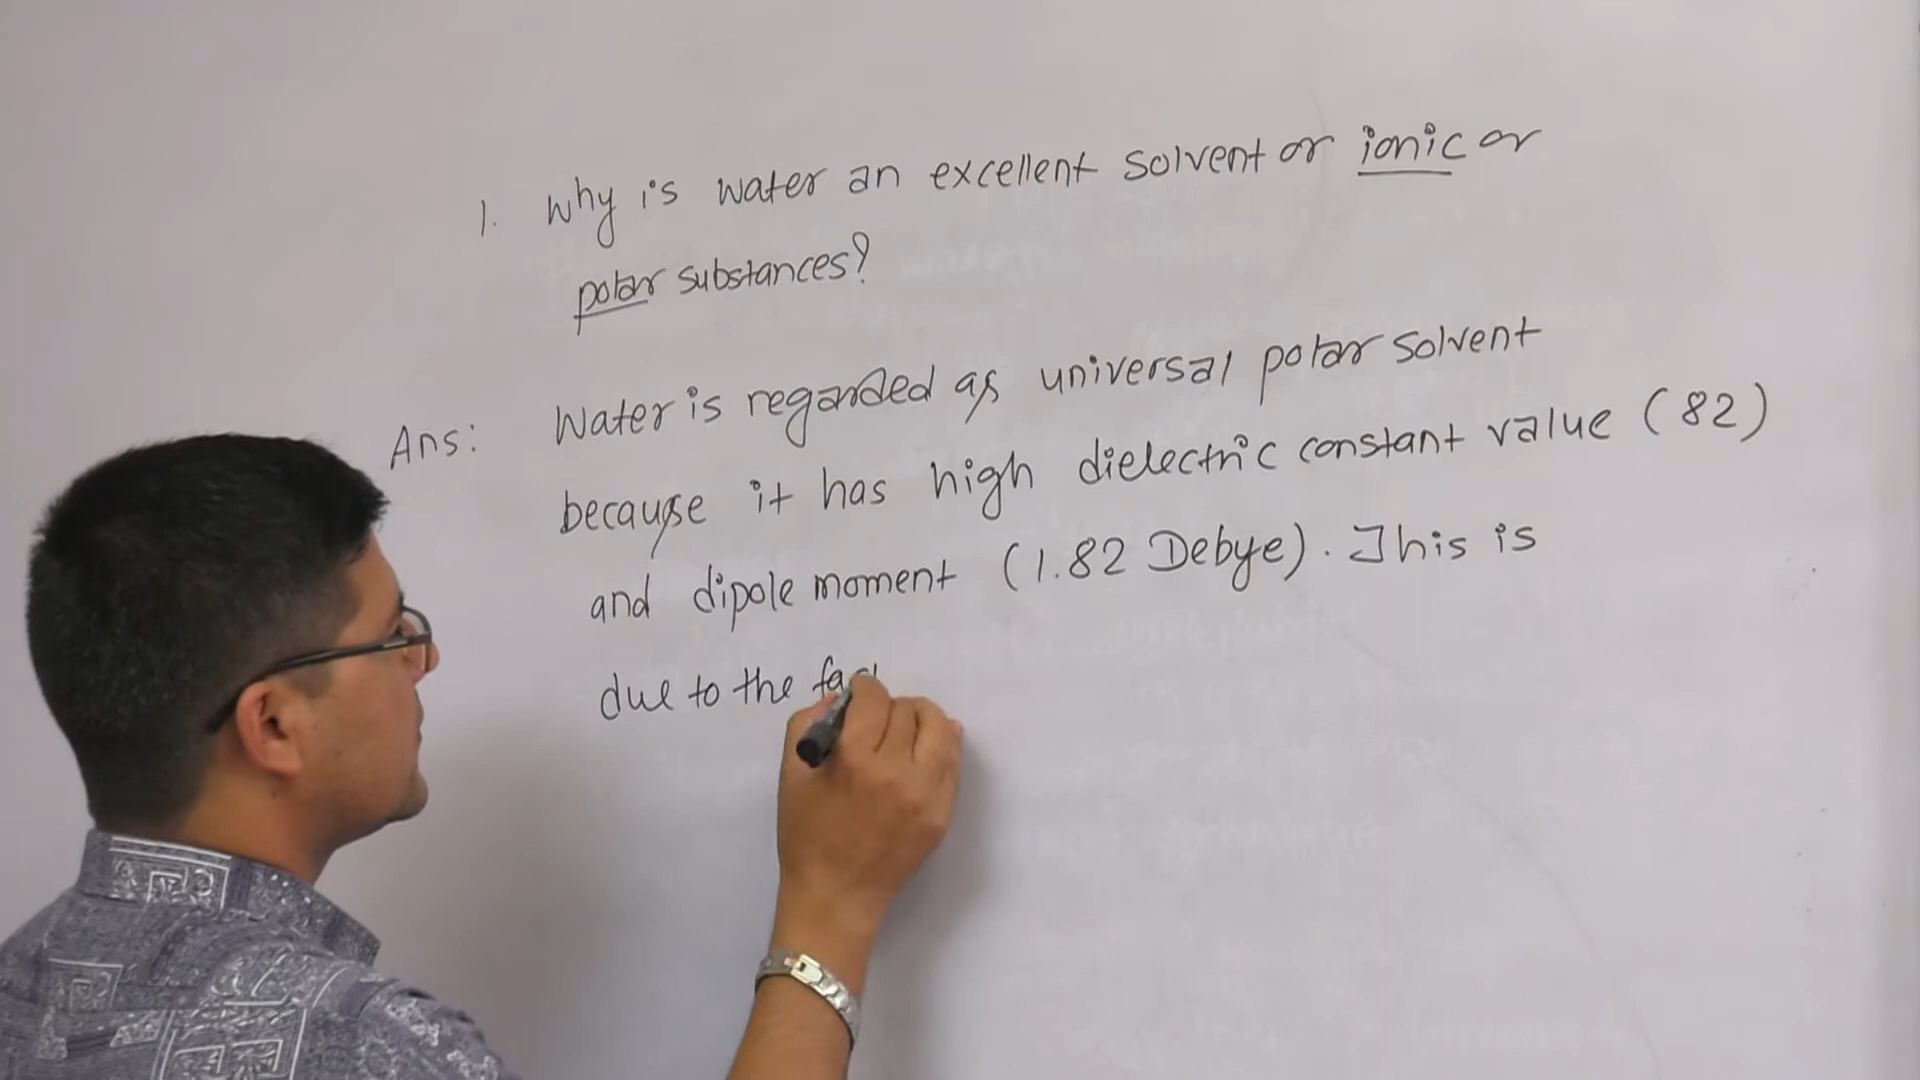 1. Why is water an excellent solvent or ionic or
polar substances?
Ans: Water is regarded as universal polar solvent
because it has high dielectric constant value (82)
and dipole moment (1.82 Debye). This is
due to the